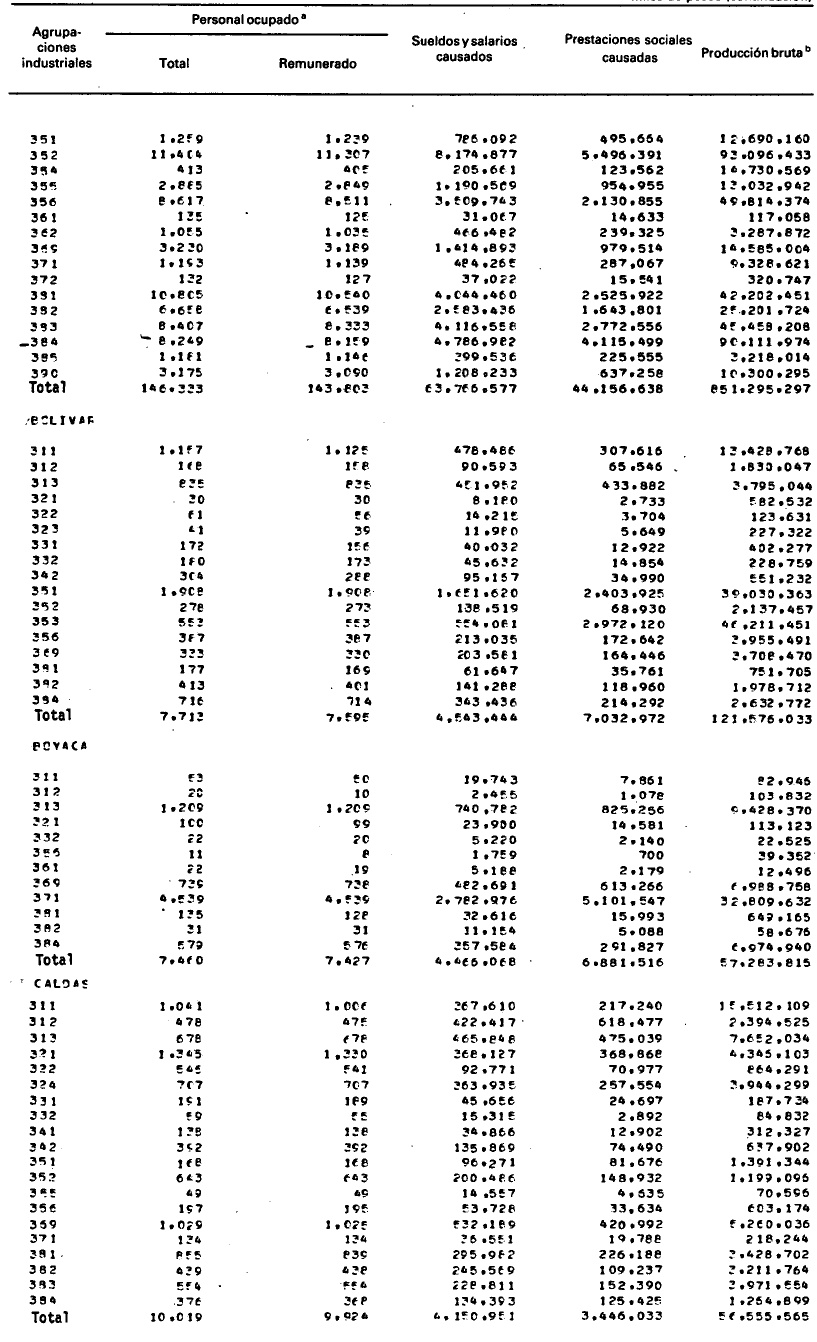 Agrupa-
ciones
industriales
Personal ocupado a
Total Remunerado
Sueldos y salarios
causados
Prestaciones sociales
causadas
Producción bruta b
351 1.259 1.239 786.092 495.664 12.690.160
352 11.404 11.307 8.174.877 5.496.391 93.096.433
354 413 405 205.661 123.562 14.730.569
355 2.885 2.849 1.190.569 954.955 13.032.942
356 8.617 8.511 3.509.743 2.130.855 49.814.374
361 135 125 31.067 14.633 117.058
362 1.055 1.035 466.482 239.325 3.287.872
369 3.230 3.189 1.414.893 979.514 14.585.004
371 1.193 1.139 484.265 287.067 9.328.621
372 132 127 37.022 15.541 320.747
381 10.805 10.540 4.044.460 2.525.922 42.202.451
382 6.658 6.539 2.583.436 1.643.801 25.201.724
383 8.407 8.333 4.116.558 2.772.556 45.458.208
384 8.249 8.159 4.786.982 4.115.499 90.111.974
385 1.161 1.146 399.536 225.555 3.218.014
390 3.175 3.090 1.208.233 637.258 10.300.295
Total 146.333 143.803 63.766.577 44.156.638 851.295.297
BOLIVAR
311 1.157 1.125 478.486 307.616 13.428.768
312 168 158 90.593 65.546 1.830.047
313 835 835 451.952 433.882 3.795.044
321 30 30 8.180 2.733 582.532
322 61 56 14.215 3.704 123.631
323 41 39 11.980 5.649 227.322
331 172 156 40.032 12.922 402.277
332 180 173 45.632 14.854 228.759
342 304 288 95.157 34.990 551.232
351 1.908 1.908 1.651.620 2.403.925 39.030.363
352 278 273 138.519 68.930 2.137.457
353 553 553 554.081 2.972.120 46.211.451
356 387 387 213.035 172.642 3.955.491
369 333 330 203.581 164.446 3.708.470
381 177 169 61.647 35.761 751.705
382 413 401 141.288 118.960 1.978.712
384 716 714 343.436 214.292 2.632.772
Total 7.713 7.595 4.543.444 7.032.972 121.576.033
BOYACA
311 53 50 19.743 7.861 82.946
312 20 10 2.455 1.078 103.832
313 1.209 1.209 740.782 825.256 9.428.370
321 100 99 23.900 14.581 113.123
332 22 20 5.220 2.140 22.525
356 11 8 1.759 700 39.352
361 22 19 5.188 2.179 12.496
369 739 738 482.691 613.266 6.988.758
371 4.539 4.539 2.782.976 5.101.547 32.809.632
381 135 128 32.616 15.993 649.165
382 31 31 11.154 5.088 58.676
384 579 576 357.584 291.827 6.974.940
Total 7.460 7.427 4.466.068 6.881.516 57.283.815
CALDAS
311 1.041 1.006 367.610 217.240 15.512.109
312 478 475 422.417 618.477 2.394.525
313 678 678 465.848 475.039 7.652.034
321 1.345 1.330 368.127 368.868 4.345.103
322 545 541 92.771 70.977 864.291
324 707 707 363.935 257.554 3.944.299
331 191 189 45.656 24.697 187.734
332 59 55 15.315 2.892 84.832
341 138 138 34.866 12.902 312.327
342 392 392 135.869 74.490 637.902
351 168 168 96.271 81.676 1.391.344
352 643 643 200.486 148.932 1.199.096
355 49 49 14.557 4.635 70.596
356 197 195 53.728 33.634 603.174
369 1.029 1.025 532.189 420.992 5.260.036
371 134 134 36.551 19.788 218.244
381 855 839 295.962 226.188 3.428.702
382 439 438 245.569 109.237 3.211.764
383 554 554 228.811 152.390 3.971.554
384 376 368 134.393 125.425 1.264.899
Total 10.019 9.924 4.150.951 3.446.033 56.555.565